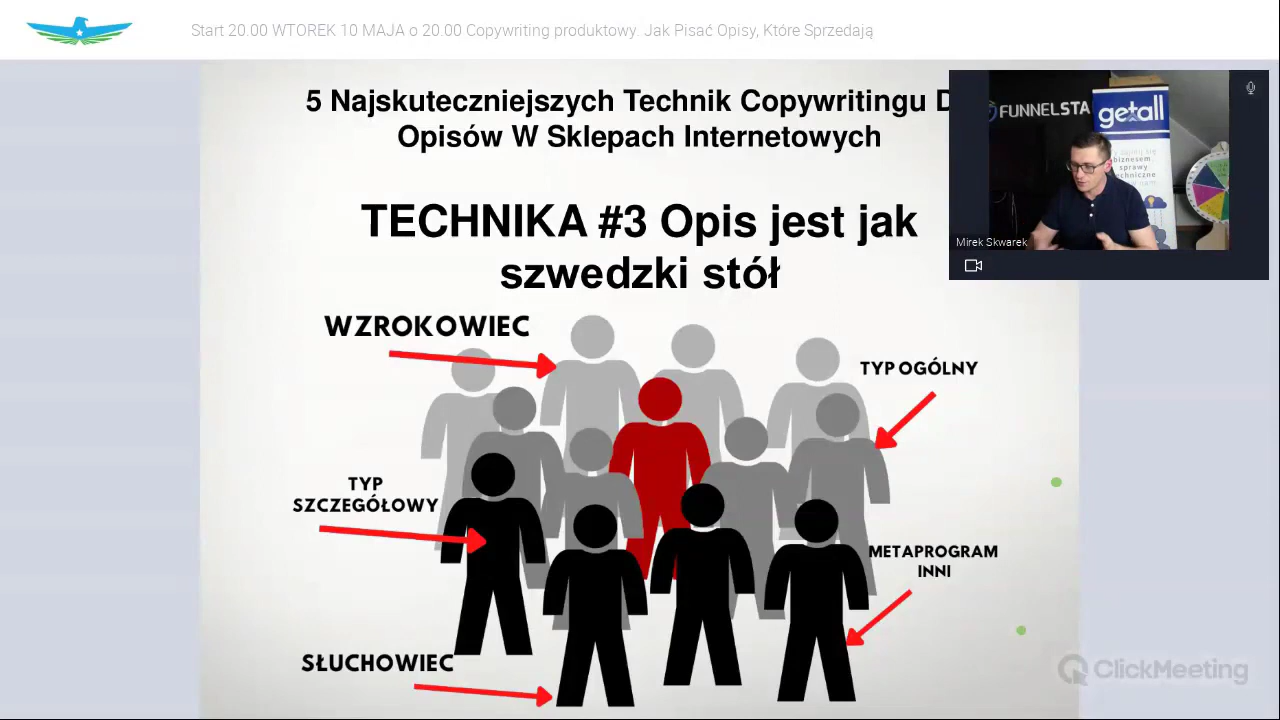 Start 20.00 WTOREK 10 MAJA o 20.00 Copywriting produktowy. Jak Pisać Opisy, Które Sprzedają
5 Najskuteczniejszych Technik Copywritingu D
Opisów W Sklepach Internetowych
TECHNIKA #3 Opis jest jak
szwedzki stół
FUNNELSTA
getall
biznesem
sprawy
Mirek Skwarek
WZROKOWIEC
TYP OGÓLNY
TYP
SZCZEGÓŁOWY
METAPROGRAM
INNI
SŁUCHOWIEC
ClickMeeting